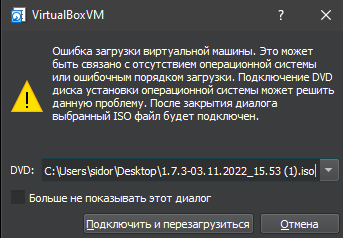 VirtualBoxVM
Ошибка загрузки виртуальной машины. Это может
быть связано с отсутствием операционной системы
или ошибочным порядком загрузки. Подключение DVD
диска установки операционной системы может решить
данную проблему. После закрытия диалога
выбранный ISO файл будет подключен.
DVD: C:\Users\sidor\Desktop\1.7.3-03.11.2022_15.53 (1).iso
Больше не показывать этот диалог
Подключить и перезагрузиться Отмена